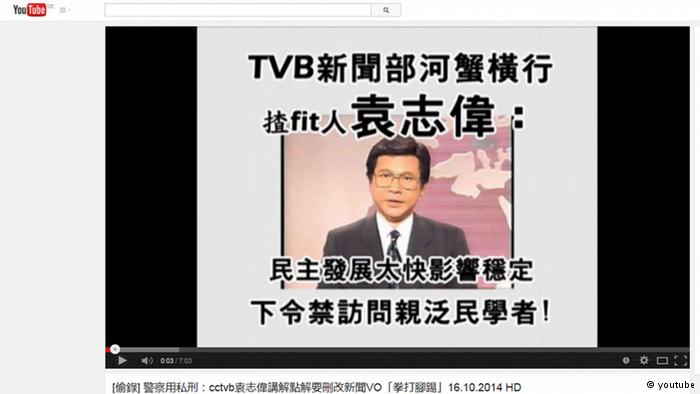 YouTube DE
TVB新聞部河蟹橫行
揸fit人袁志偉：
民主發展太快影響穩定
下令禁訪問親泛民學者!
0:03 / 7:03
[偷錄] 警察用私刑：cctvb袁志偉講解點解要刪改新聞VO「拳打腳踢」16.10.2014 HD
© youtube